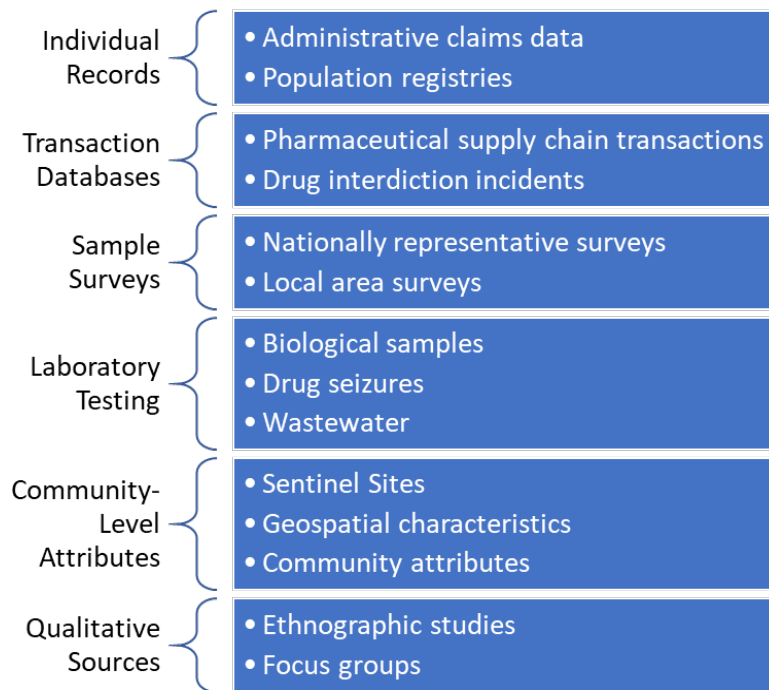 Individual
Records
• Administrative claims data
• Population registries
Transaction
Databases
• Pharmaceutical supply chain transactions
• Drug interdiction incidents
Sample
Surveys
• Nationally representative surveys
• Local area surveys
Laboratory
Testing
• Biological samples
• Drug seizures
• Wastewater
Community-
Level
Attributes
• Sentinel Sites
• Geospatial characteristics
• Community attributes
Qualitative
Sources
• Ethnographic studies
• Focus groups